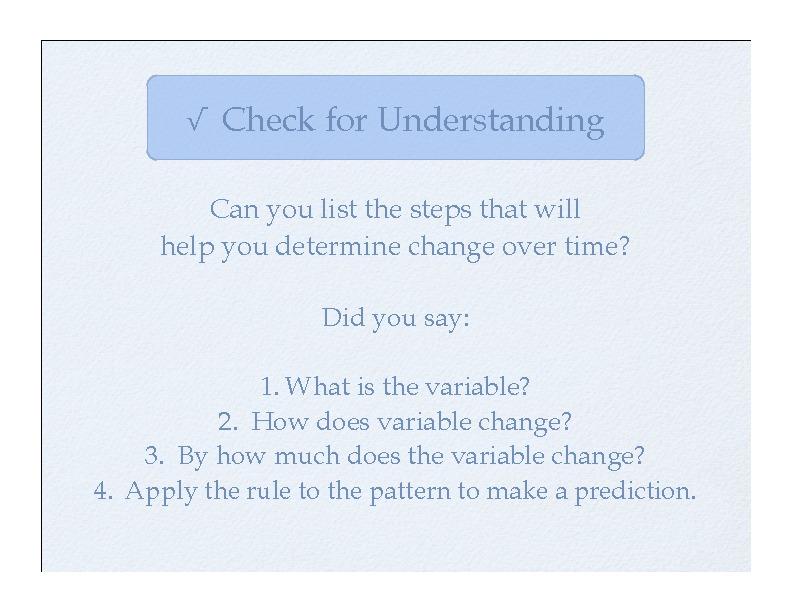 √ Check for Understanding
Can you list the steps that will
help you determine change over time?
Did you say:
1. What is the variable?
2. How does variable change?
3. By how much does the variable change?
4. Apply the rule to the pattern to make a prediction.